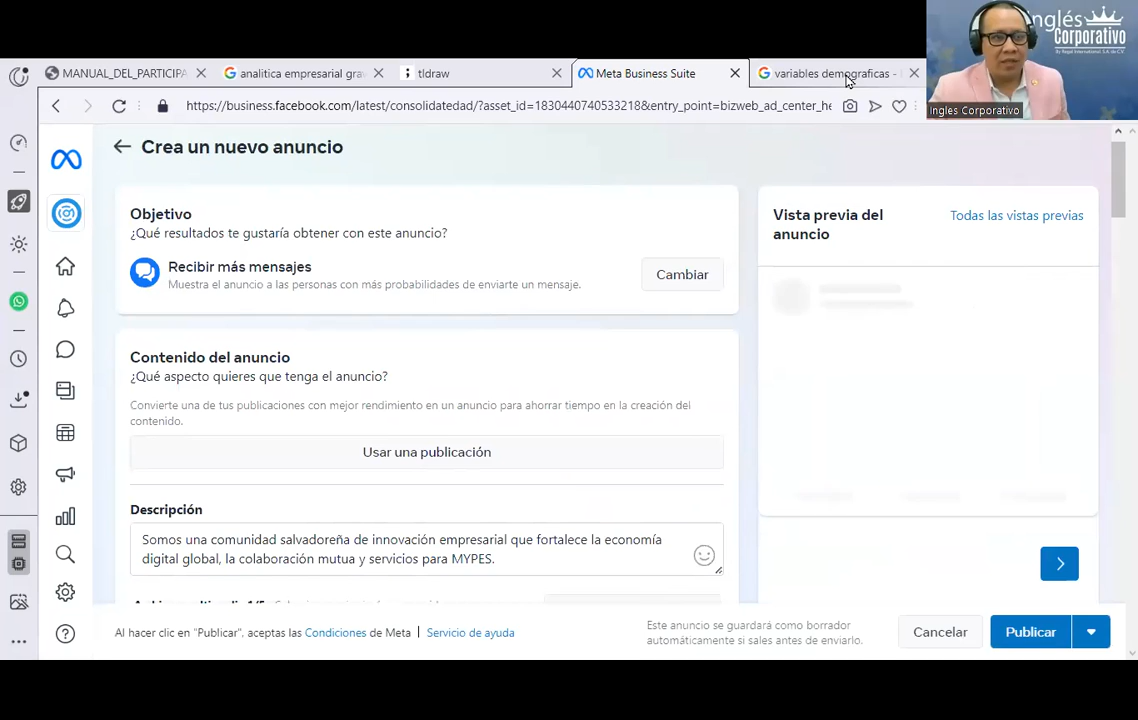 MANUAL_DEL_PARTICIPA
analitica empresarial gra
tldraw
Meta Business Suite
variables demograficas -
https://business.facebook.com/latest/consolidatedad/?asset_id=1830440740533218&entry_point=bizweb_ad_center_he
Inglés
Corporativo
By Regal International, S.A. de C.V.
Ingles Corporativo
Crea un nuevo anuncio
Objetivo
¿Qué resultados te gustaría obtener con este anuncio?
Recibir más mensajes
Muestra el anuncio a las personas con más probabilidades de enviarte un mensaje.
Cambiar
Contenido del anuncio
¿Qué aspecto quieres que tenga el anuncio?
Convierte una de tus publicaciones con mejor rendimiento en un anuncio para ahorrar tiempo en la creación del
contenido.
Usar una publicación
Descripción
Somos una comunidad salvadoreña de innovación empresarial que fortalece la economía
digital global, la colaboración mutua y servicios para MYPES.
Vista previa del
anuncio
Todas las vistas previas
Al hacer clic en "Publicar", aceptas las Condiciones de Meta | Servicio de ayuda
Este anuncio se guardará como borrador
automáticamente si sales antes de enviarlo.
Cancelar
Publicar